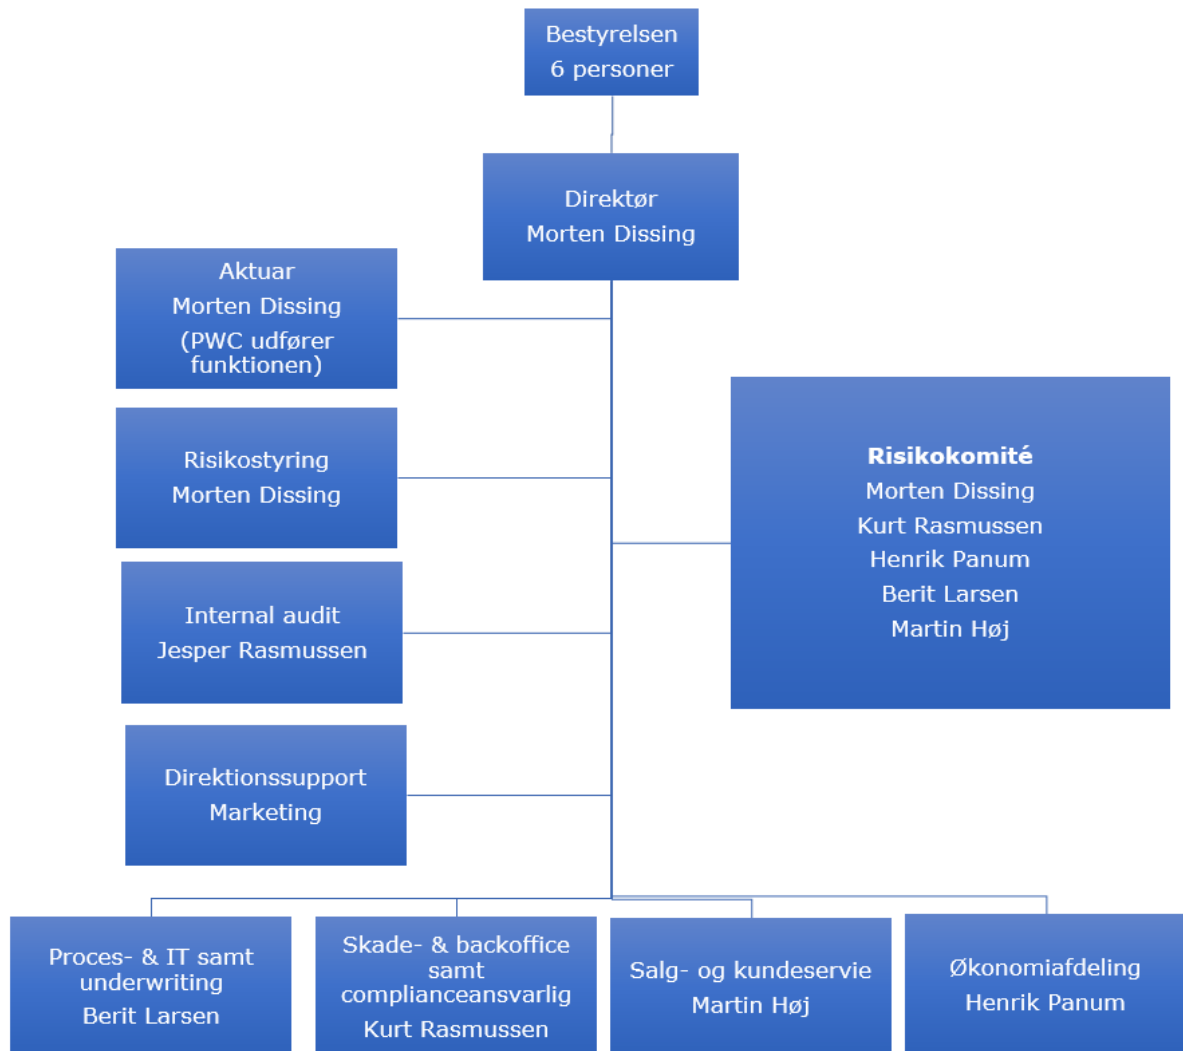 Bestyrelsen
6 personer
Direktør
Morten Dissing
Aktuar
Morten Dissing
(PWC udfører
funktionen)
Risikostyring
Morten Dissing
Internal audit
Jesper Rasmussen
Direktionssupport
Marketing
Risikokomité
Morten Dissing
Kurt Rasmussen
Henrik Panum
Berit Larsen
Martin Høj
Proces- & IT samt
underwriting
Berit Larsen
Skade- & backoffice
samt
complianceansvarlig
Kurt Rasmussen
Salg- og kundeservie
Martin Høj
Økonomiafdeling
Henrik Panum